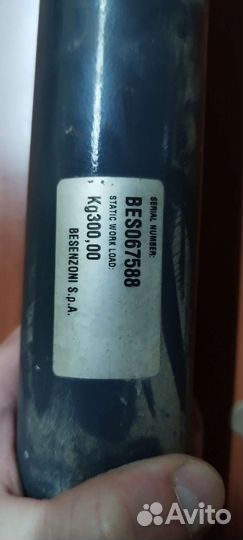 SERIAL NUMBER:
BES067588
STATIC WORK LOAD:
Kg300,00
BESENZONI S.p.A.
Avito